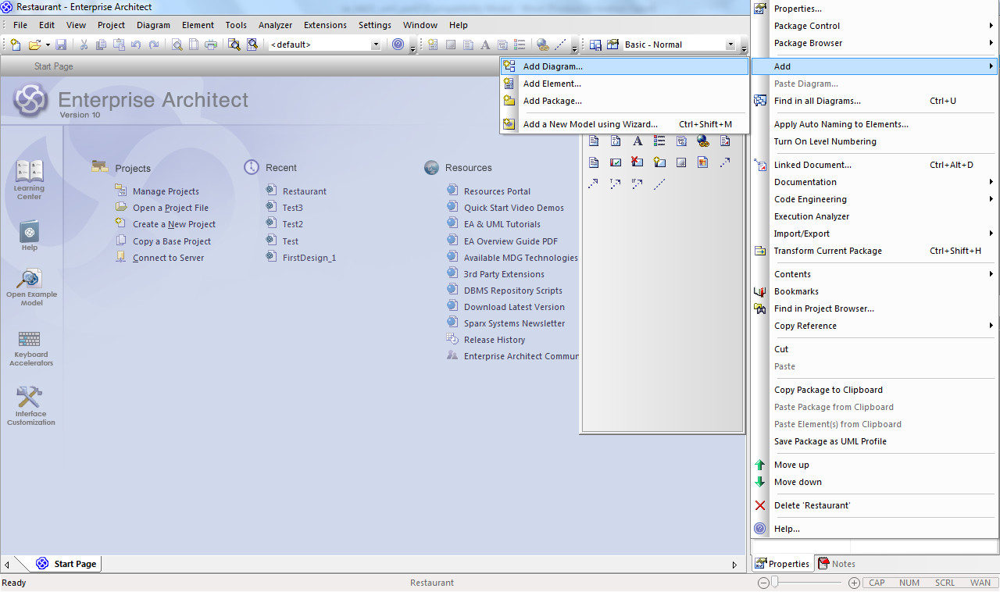 Restaurant - Enterprise Architect
File Edit View Project Diagram Element Tools Analyzer Extensions Settings Window Help
<default>
Basic - Normal
Start Page
Enterprise Architect
Version 10
Learning
Center
Help
Open Example
Model
Keyboard
Accelerators
Interface
Customization
Projects
Manage Projects
Open a Project File
Create a New Project
Copy a Base Project
Connect to Server
Recent
Restaurant
Test3
Test2
Test
FirstDesign_1
Resources
Resources Portal
Quick Start Video Demos
EA & UML Tutorials
EA Overview Guide PDF
Available MDG Technologies
3rd Party Extensions
DBMS Repository Scripts
Download Latest Version
Sparx Systems Newsletter
Release History
Enterprise Architect Commun
Add Diagram...
Add Element...
Add Package...
Add a New Model using Wizard... Ctrl+Shift+M
Properties...
Package Control
Package Browser
Add
Paste Diagram...
Find in all Diagrams... Ctrl+U
Apply Auto Naming to Elements...
Turn On Level Numbering
Linked Document... Ctrl+Alt+D
Documentation
Code Engineering
Execution Analyzer
Import/Export
Transform Current Package Ctrl+Shift+H
Contents
Bookmarks
Find in Project Browser...
Copy Reference
Cut
Paste
Copy Package to Clipboard
Paste Package from Clipboard
Paste Element(s) from Clipboard
Save Package as UML Profile
Move up
Move down
Delete 'Restaurant'
Help...
Start Page
Properties Notes
Ready Restaurant CAP NUM SCRL WAN